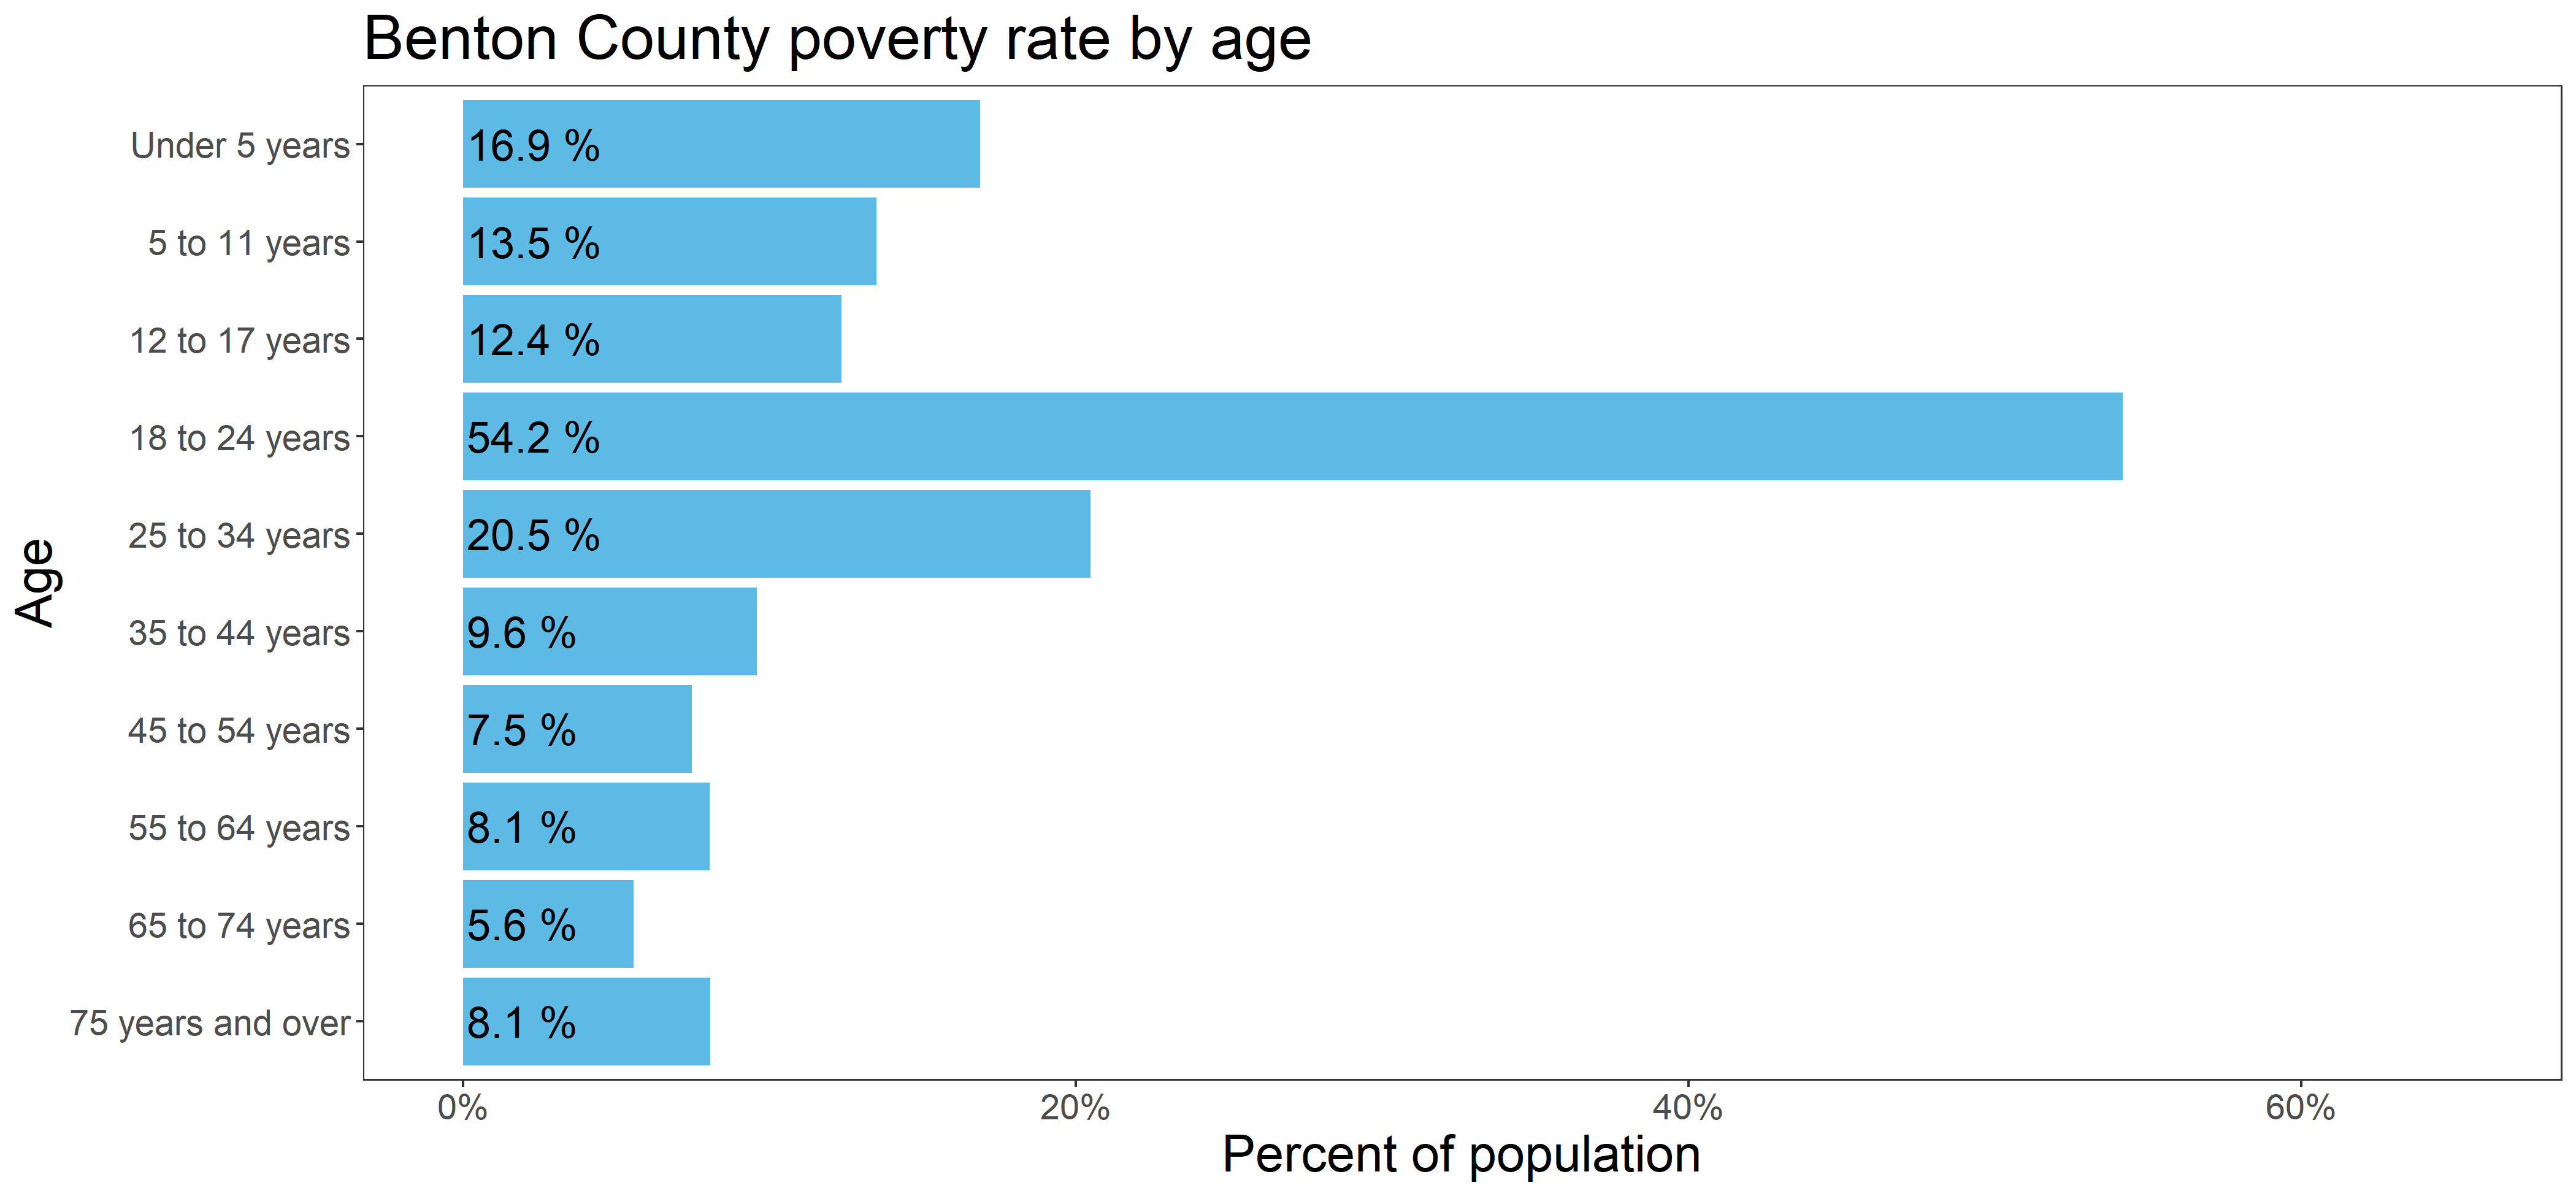 Benton County poverty rate by age
Under 5 years 16.9 %
5 to 11 years 13.5 %
12 to 17 years 12.4 %
18 to 24 years 54.2 %
25 to 34 years 20.5 %
35 to 44 years 9.6 %
45 to 54 years 7.5 %
55 to 64 years 8.1 %
65 to 74 years 5.6 %
75 years and over 8.1 %
Age
0% 20% 40% 60%
Percent of population